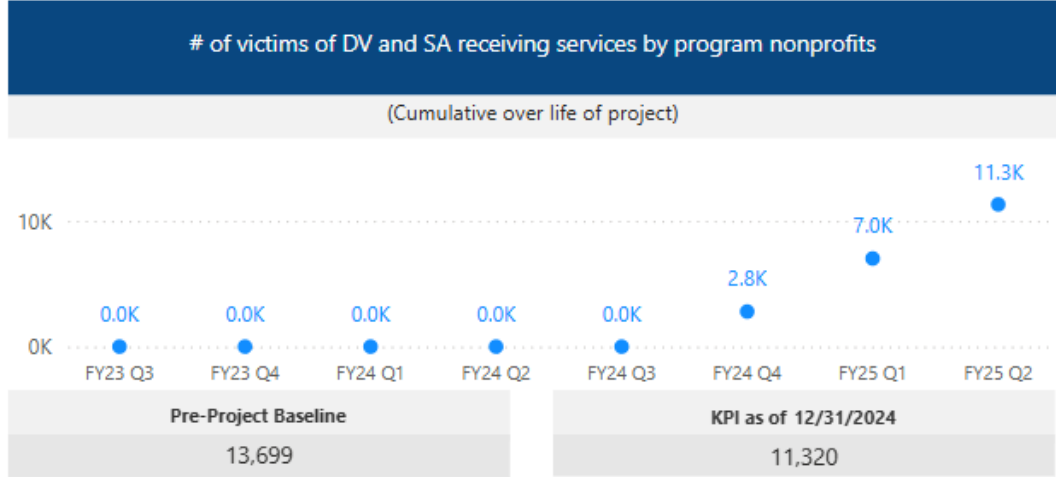 # of victims of DV and SA receiving services by program nonprofits
(Cumulative over life of project)
11.3K
10K
7.0K
2.8K
0.0K 0.0K 0.0K 0.0K 0.0K
0K
FY23 Q3 FY23 Q4 FY24 Q1 FY24 Q2 FY24 Q3 FY24 Q4 FY25 Q1 FY25 Q2
Pre-Project Baseline KPI as of 12/31/2024
13,699 11,320